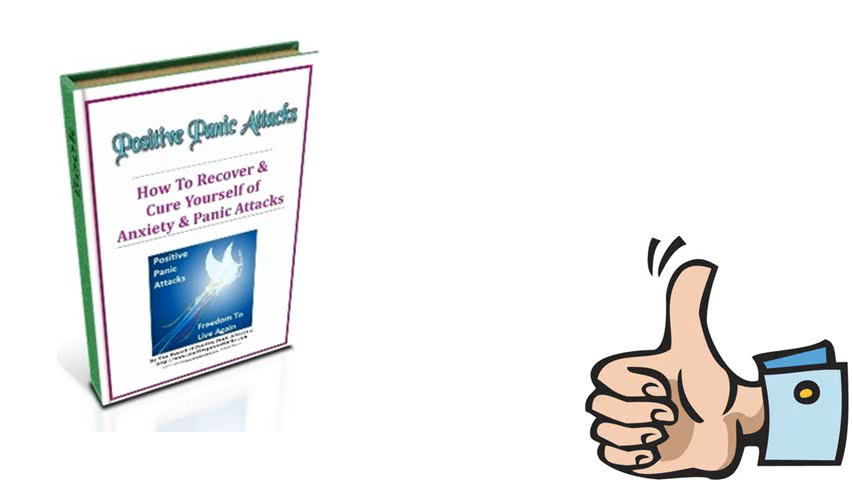 Positive Panic Attacks
How To Recover &
Cure Yourself of
Anxiety & Panic Attacks
Positive
Panic
Attacks
Freedom To
Live Again